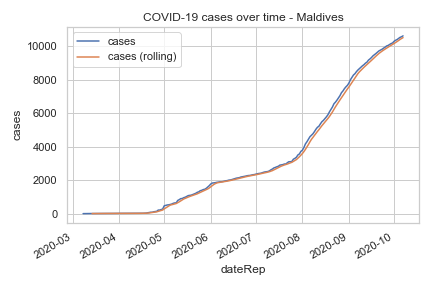 COVID-19 cases over time - Maldives
cases
cases (rolling)
10000
8000
6000
4000
2000
0
cases
2020-03
2020-04
2020-05
2020-06
2020-07
2020-08
2020-09
2020-10
dateRep